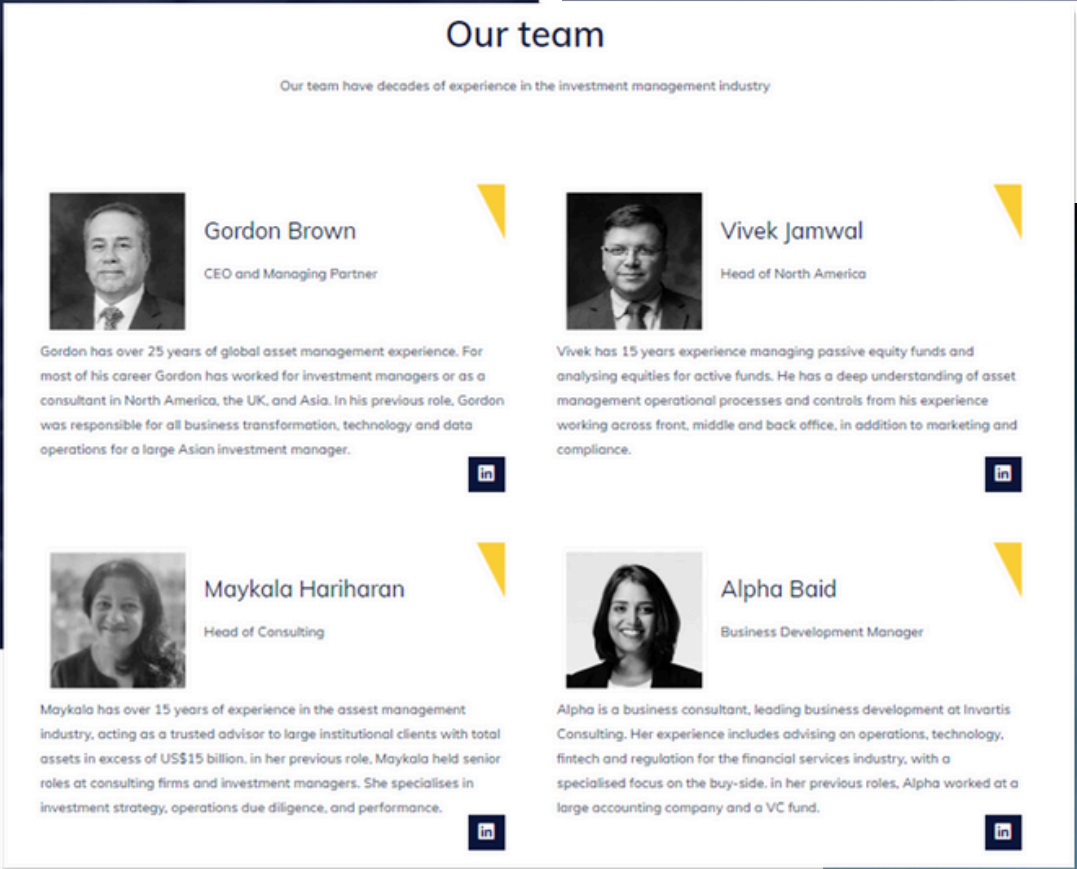 Our team
Our team have decades of experience in the investment management industry
Gordon Brown
CEO and Managing Partner
Gordon has over 25 years of global asset management experience. For
most of his career Gordon has worked for investment managers or as a
consultant in North America, the UK, and Asia. In his previous role, Gordon
was responsible for all business transformation, technology and data
operations for a large Asian investment manager.
in
Vivek Jamwal
Head of North America
Vivek has 15 years experience managing passive equity funds and
analysing equities for active funds. He has a deep understanding of asset
management operational processes and controls from his experience
working across front, middle and back office, in addition to marketing and
compliance.
in
Maykala Hariharan
Head of Consulting
Maykala has over 15 years of experience in the assest management
industry, acting as a trusted advisor to large institutional clients with total
assets in excess of US$15 billion. in her previous role, Maykala held senior
roles at consulting firms and investment managers. She specialises in
investment strategy, operations due diligence, and performance.
in
Alpha Baid
Business Development Manager
Alpha is a business consultant, leading business development at Invartis
Consulting. Her experience includes advising on operations, technology,
fintech and regulation for the financial services industry, with a
specialised focus on the buy-side. in her previous roles, Alpha worked at a
large accounting company and a VC fund.
in